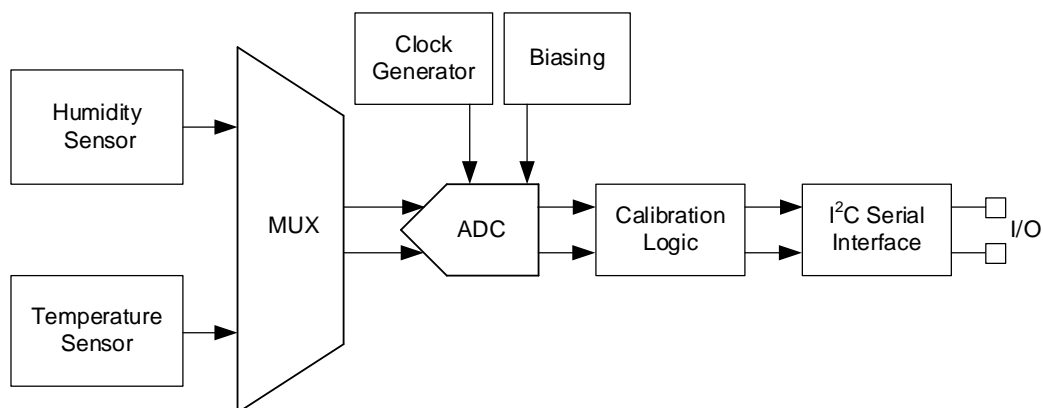 Clock
Generator
Biasing
Humidity
Sensor
MUX
ADC
Calibration
Logic
I²C Serial
Interface
I/O
Temperature
Sensor